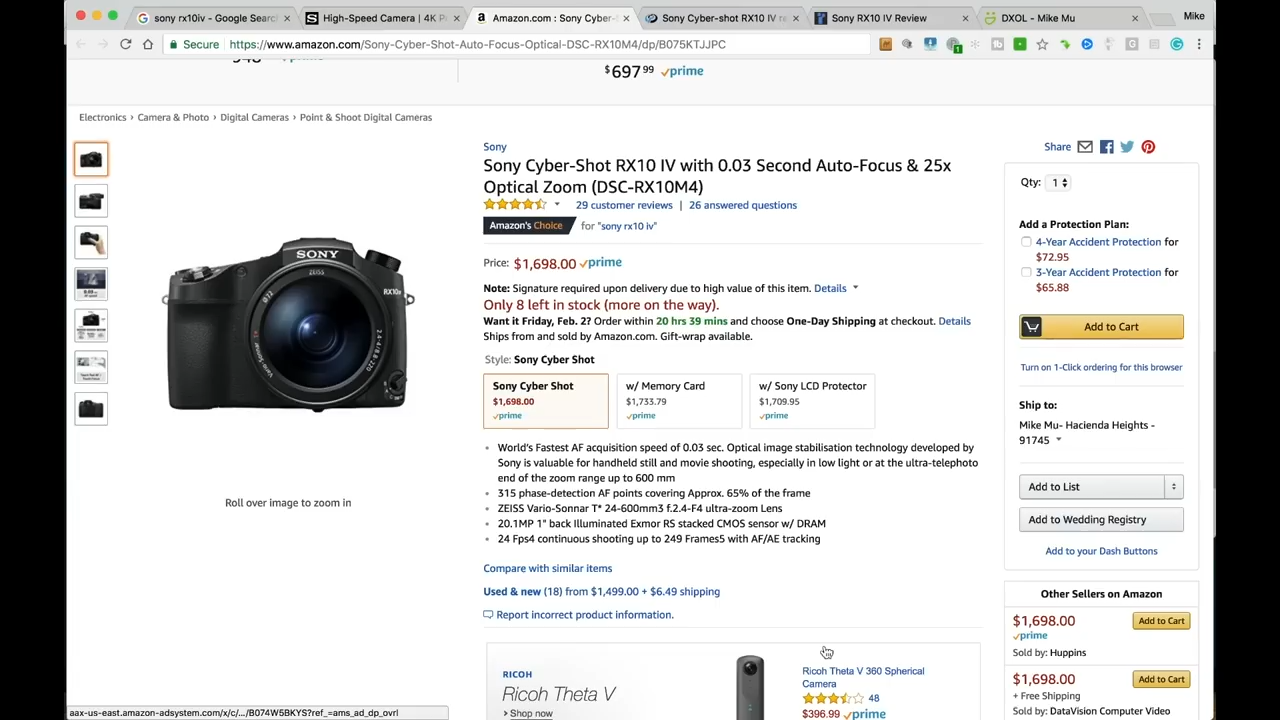 sony rx10iv - Google Searc
High-Speed Camera | 4K P
Amazon.com : Sony Cyber-
Sony Cyber-shot RX10 IV re
Sony RX10 IV Review
DXOL - Mike Mu
Mike
Secure
https://www.amazon.com/Sony-Cyber-Shot-Auto-Focus-Optical-DSC-RX10M4/dp/B075KTJJPC
$697 99 prime
Electronics › Camera & Photo › Digital Cameras › Point & Shoot Digital Cameras
Sony
Sony Cyber-Shot RX10 IV with 0.03 Second Auto-Focus & 25x
Optical Zoom (DSC-RX10M4)
29 customer reviews | 26 answered questions
Amazon's Choice for "sony rx10 iv"
Price: $1,698.00 prime
Note: Signature required upon delivery due to high value of this item. Details
Only 8 left in stock (more on the way).
Want it Friday, Feb. 2? Order within 20 hrs 39 mins and choose One-Day Shipping at checkout. Details
Ships from and sold by Amazon.com. Gift-wrap available.
Style: Sony Cyber Shot
Sony Cyber Shot
$1,698.00
prime
w/ Memory Card
$1,733.79
prime
w/ Sony LCD Protector
$1,709.95
prime
• World's Fastest AF acquisition speed of 0.03 sec. Optical image stabilisation technology developed by
Sony is valuable for handheld still and movie shooting, especially in low light or at the ultra-telephoto
end of the zoom range up to 600 mm
• 315 phase-detection AF points covering Approx. 65% of the frame
• ZEISS Vario-Sonnar T* 24-600mm3 f.2.4-F4 ultra-zoom Lens
• 20.1MP 1" back Illuminated Exmor RS stacked CMOS sensor w/ DRAM
• 24 Fps4 continuous shooting up to 249 Frames5 with AF/AE tracking
Compare with similar items
Used & new (18) from $1,499.00 + $6.49 shipping
Report incorrect product information.
RICOH
Ricoh Theta V
› Shop now
Ricoh Theta V 360 Spherical
Camera
48
$396.99 prime
SONY
ZEISS
RX10
Roll over image to zoom in
Share
Qty: 1
Add a Protection Plan:
4-Year Accident Protection for
$72.95
3-Year Accident Protection for
$65.88
Add to Cart
Turn on 1-Click ordering for this browser
Ship to:
Mike Mu- Hacienda Heights -
91745
Add to List
Add to Wedding Registry
Add to your Dash Buttons
Other Sellers on Amazon
$1,698.00 Add to Cart
prime
Sold by: Huppins
$1,698.00 Add to Cart
+ Free Shipping
Sold by: DataVision Computer Video
aax-us-east.amazon-adsystem.com/x/c/.../B074W5BKYS?ref_=ams_ad_dp_ovrl